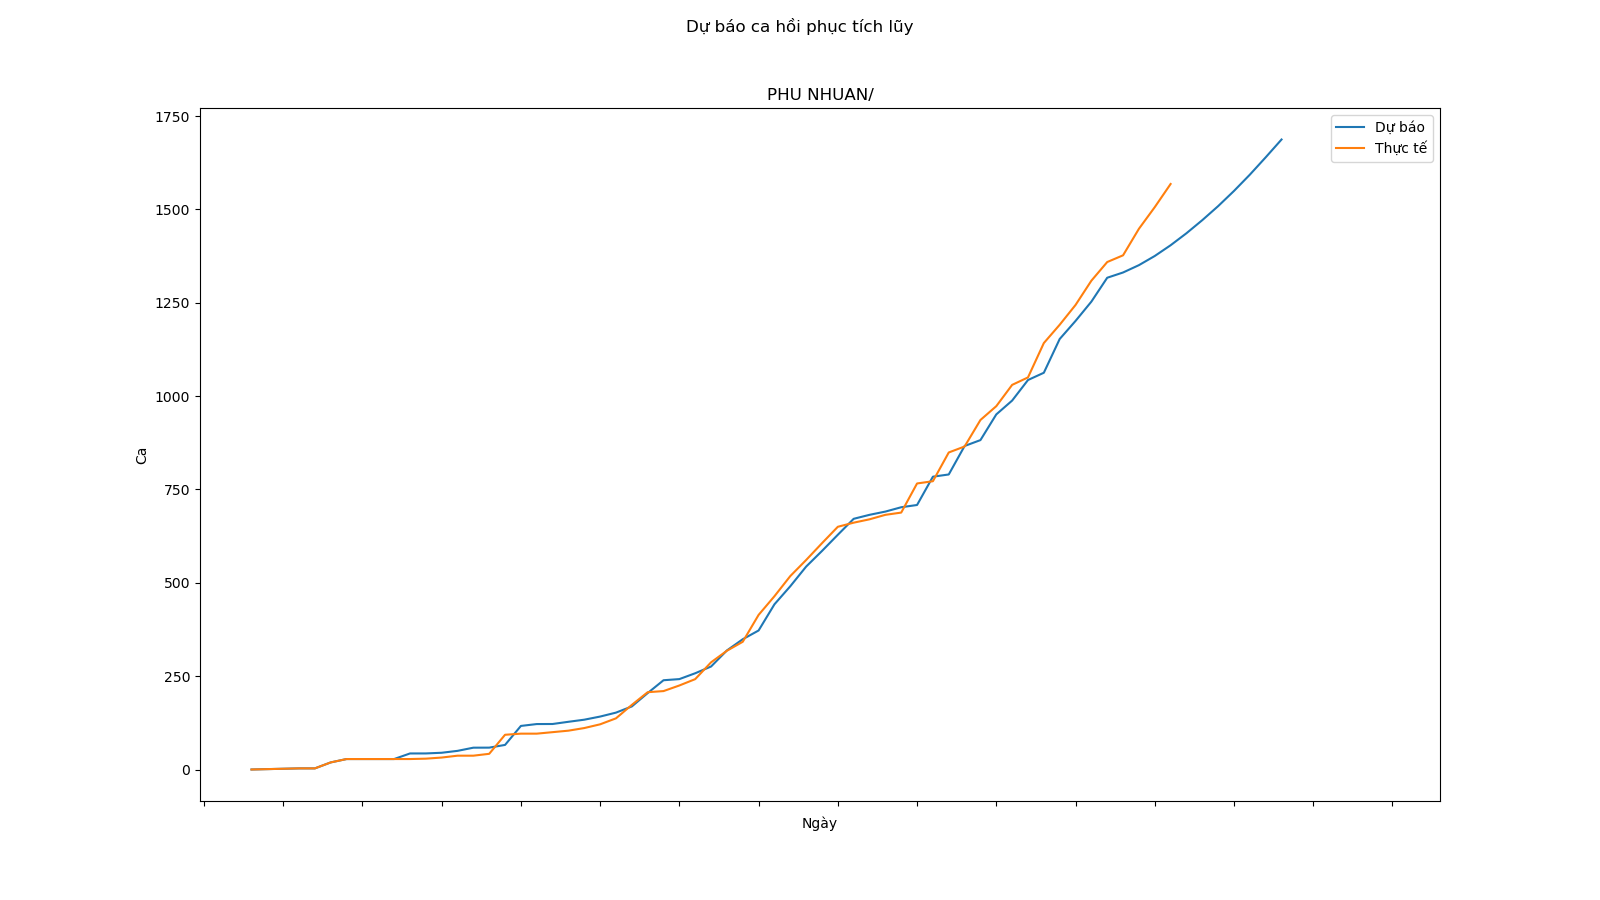 Dự báo ca hồi phục tích lũy
PHU NHUAN/
1750
1500
1250
1000
750
500
250
0
Ca
Ngày
Dự báo
Thực tế